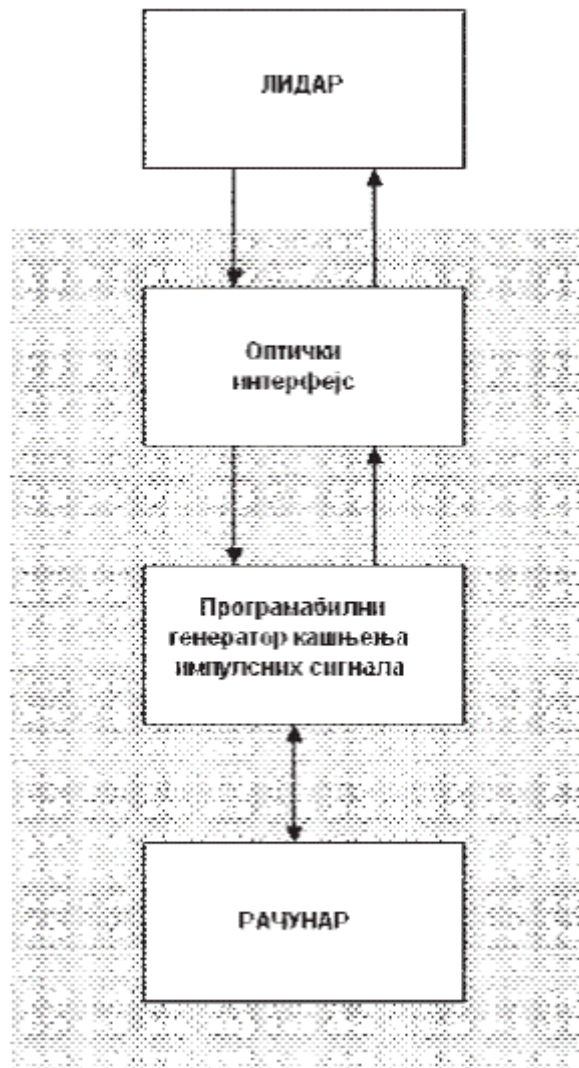 ЛИДАР
Оптички
интерфејс
Програмабилни
генератор кашњења
импулсних сигнала
РАЧУНАР